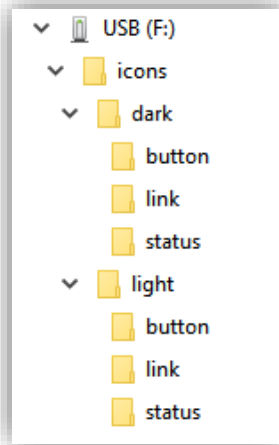 USB (F:)
icons
dark
button
link
status
light
button
link
status